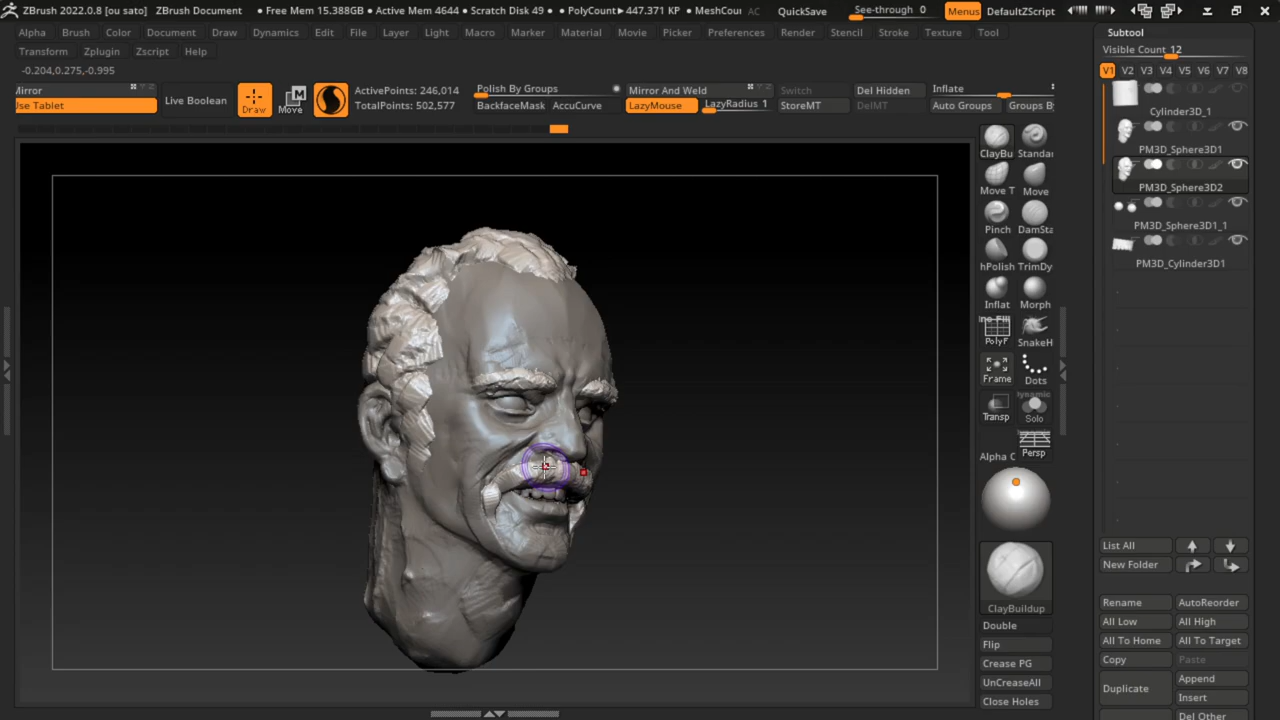 ZBrush 2022.0.8 [ou sato] ZBrush Document • Free Mem 15.388GB • Active Mem 4644 • Scratch Disk 49 • • PolyCount▸ 447.371 KP • MeshCou AC QuickSave See-through 0 Menus DefaultZScript
Alpha Brush Color Document Draw Dynamics Edit File Layer Light Macro Marker Material Movie Picker Preferences Render Stencil Stroke Texture Tool
Transform Zplugin Zscript Help
-0.204,0.275,-0.995
Mirror
Use Tablet
Live Boolean
Draw
M
Move
ActivePoints: 246,014
TotalPoints: 502,577
Polish By Groups
BackfaceMask AccuCurve
Mirror And Weld
LazyMouse LazyRadius 1
Switch
StoreMT
Del Hidden
DelMT
Inflate
Auto Groups Groups By
ClayBu Standar
Move T Move
Pinch DamSta
hPolish TrimDy
Inflat Morph
PolyF SnakeH
Frame Dots
Dynamic
Transp Solo
Persp
Alpha
ClayBuildup
Double
Flip
Crease PG
UnCreaseAll
Close Holes
Subtool
Visible Count 12
V1 V2 V3 V4 V5 V6 V7 V8
Cylinder3D_1
PM3D_Sphere3D1
PM3D_Sphere3D2
PM3D_Sphere3D1_1
PM3D_Cylinder3D1
List All
New Folder
Rename AutoReorder
All Low All High
All To Home All To Target
Copy Paste
Duplicate
Append
Insert
Del Other